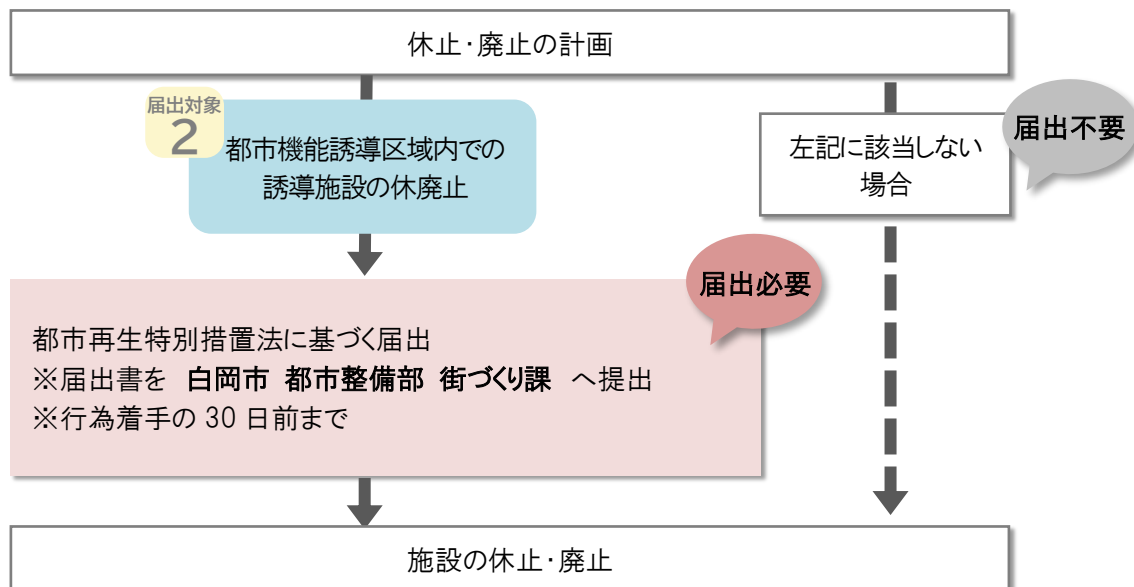 休止・廃止の計画
届出対象
2
都市機能誘導区域内での
誘導施設の休廃止
左記に該当しない
場合
届出不要
届出必要
都市再生特別措置法に基づく届出
※届出書を 白岡市 都市整備部 街づくり課 へ提出
※行為着手の 30 日前まで
施設の休止・廃止